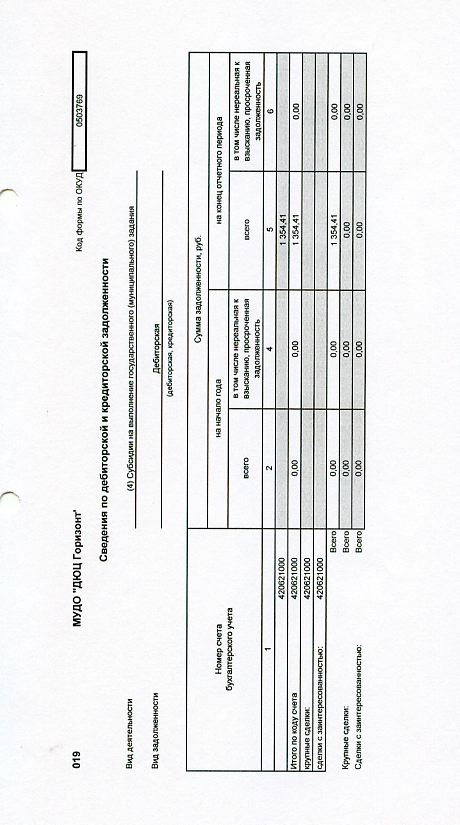 019 МУДО "ДЮЦ Горизонт"
Код формы по ОКУД 0503769
Сведения по дебиторской и кредиторской задолженности
Вид деятельности (4) Субсидии на выполнение государственного (муниципального) задания
Вид задолженности Дебиторская
(дебиторская, кредиторская)
Номер счета бухгалтерского учета
Сумма задолженности, руб.
на начало года на конец отчетного периода
всего в том числе нереальная к взысканию, просроченная задолженность всего в том числе нереальная к взысканию, просроченная задолженность
1 2 4 5 6
420621000 1 354,41
Итого по коду счета 420621000 0,00 0,00 1 354,41 0,00
крупные сделки: 420621000
сделки с заинтересованностью: 420621000
Всего 0,00 0,00 1 354,41 0,00
Крупные сделки: Всего 0,00 0,00 0,00 0,00
Сделки с заинтересованностью: Всего 0,00 0,00 0,00 0,00